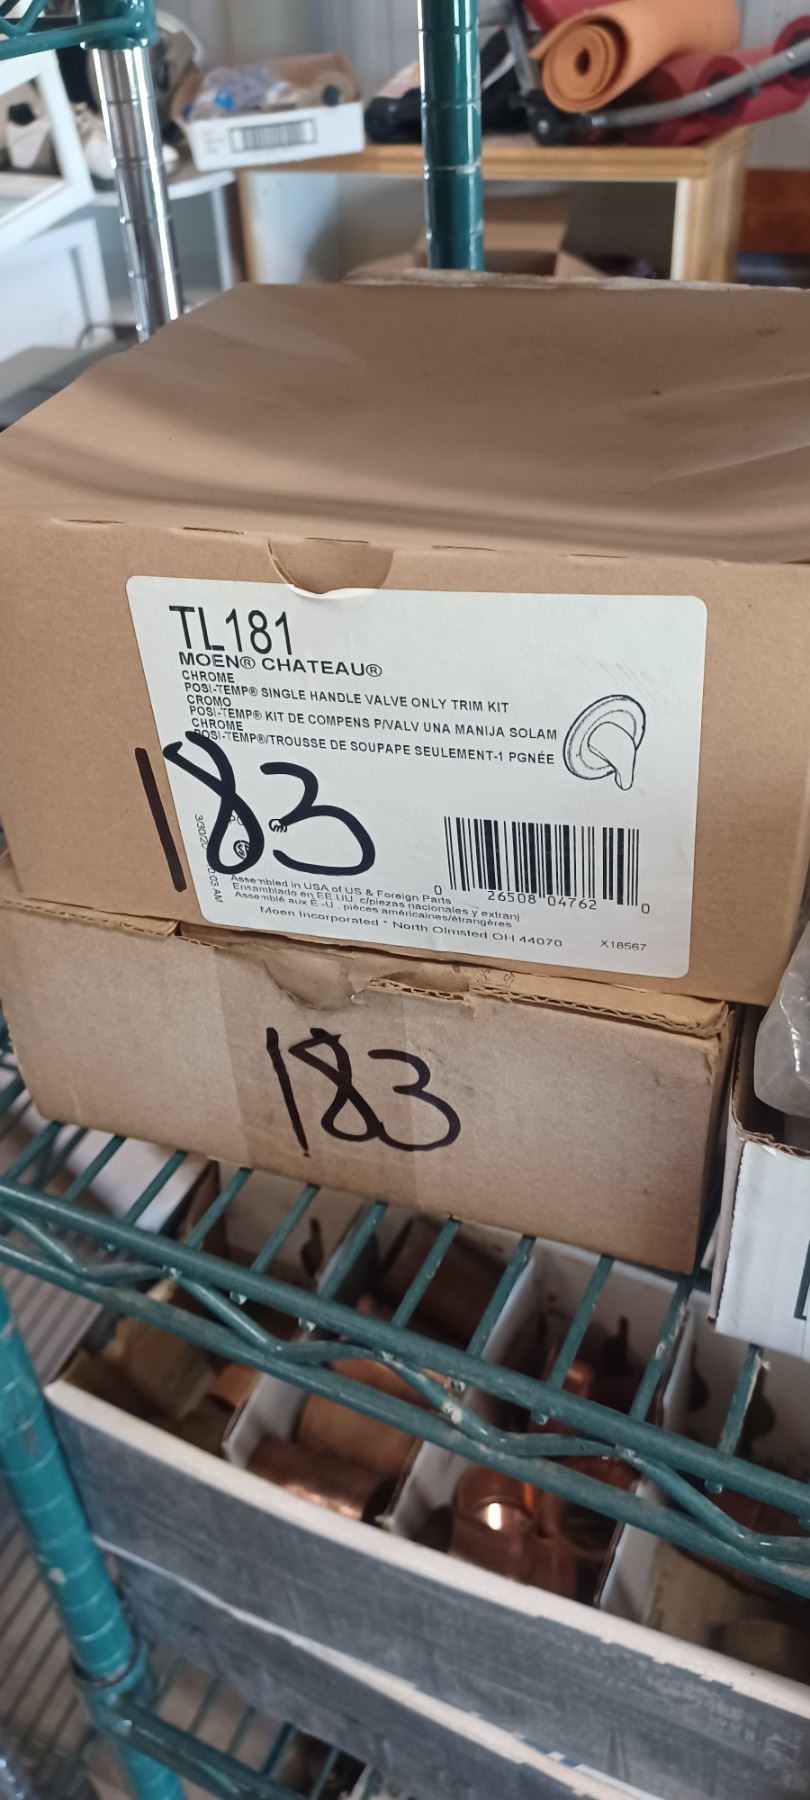 TL181
MOEN® CHATEAU®
CHROME
POSI-TEMP® SINGLE HANDLE VALVE ONLY TRIM KIT
CROMO
POSI-TEMP® KIT DE COMPENS P/VALV UNA MANIJA SOLAM
CHROME
POSI-TEMP®/TROUSSE DE SOUPAPE SEULEMENT-1 PGNÉE
183
0 26508 04762 0
Assembled in USA of US & Foreign Parts
Ensamblado en EE UU c/piezas nacionales y extranj
Assemblé aux É.-U., pièces américaines/étrangères
Moen Incorporated • North Olmsted OH 44070 X18567
183